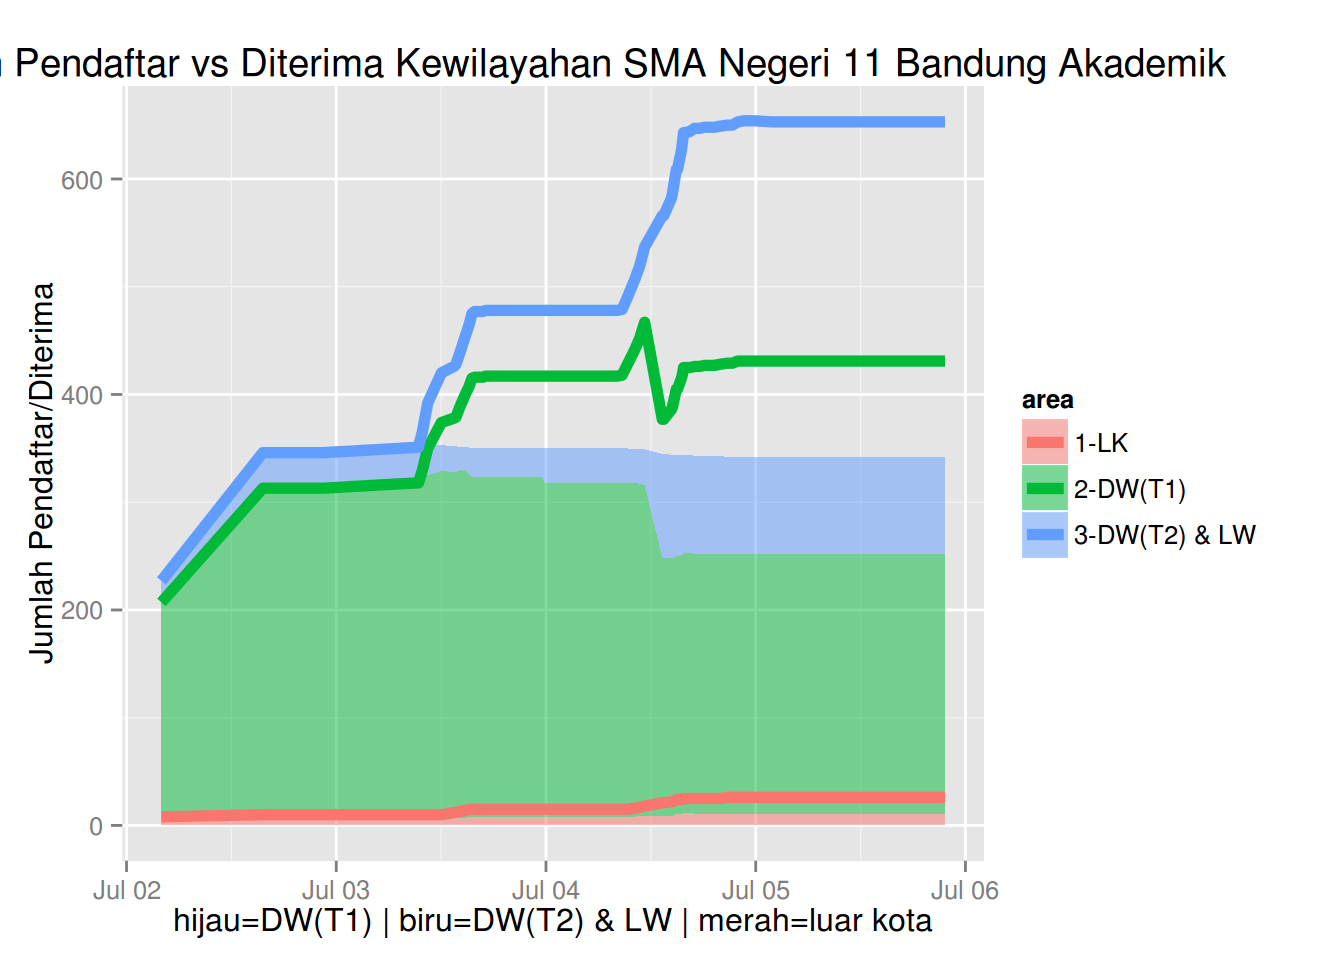 Pendaftar vs Diterima Kewilayahan SMA Negeri 11 Bandung Akademik
Jumlah Pendaftar/Diterima
600
400
200
0
Jul 02 Jul 03 Jul 04 Jul 05 Jul 06
hijau=DW(T1) | biru=DW(T2) & LW | merah=luar kota
area
1-LK
2-DW(T1)
3-DW(T2) & LW